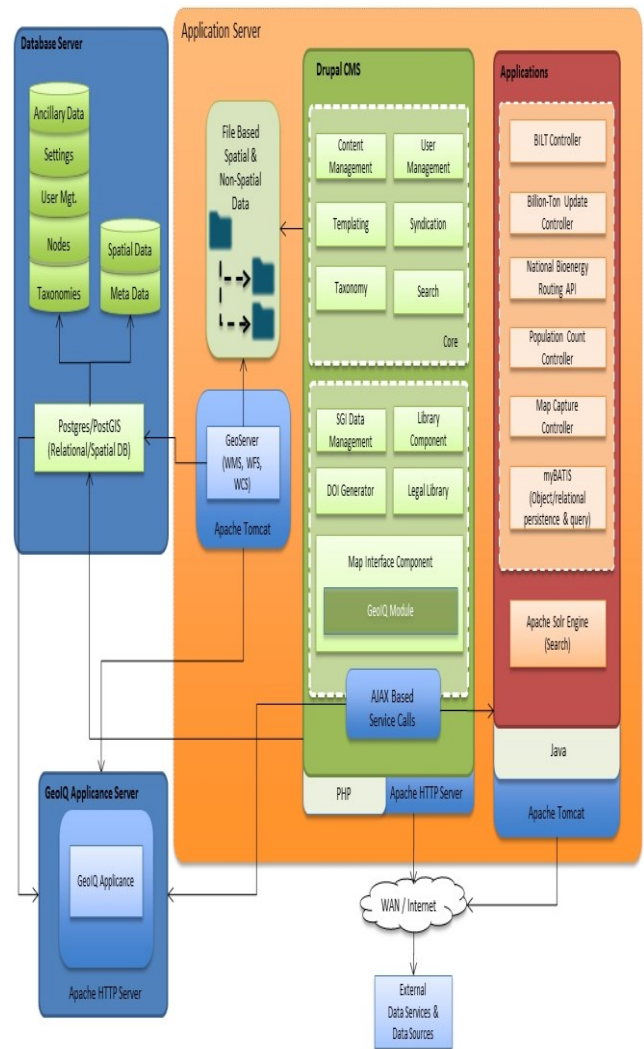 Database Server
Ancillary Data
Settings
User Mgt.
Nodes
Taxonomies
Spatial Data
Meta Data
Postgres/PostGIS
(Relational/Spatial DB)
Application Server
File Based
Spatial &
Non-Spatial
Data
GeoServer
(WMS, WFS,
WCS)
Apache Tomcat
Drupal CMS
Content
Management
User
Management
Templating
Syndication
Taxonomy
Search
Core
SGi Data
Management
Library
Component
DOI Generator
Legal Library
Map Interface Component
GeoIQ Module
AJAX Based
Service Calls
PHP
Apache HTTP Server
Applications
BILT Controller
Billion-Ton Update
Controller
National Bioenergy
Routing API
Population Count
Controller
Map Capture
Controller
myBATIS
(Object/relational
persistence & query)
Apache Solr Engine
(Search)
Java
Apache Tomcat
GeoIQ Applicance Server
GeoIQ Applicance
Apache HTTP Server
WAN / Internet
External
Data Services &
Data Sources